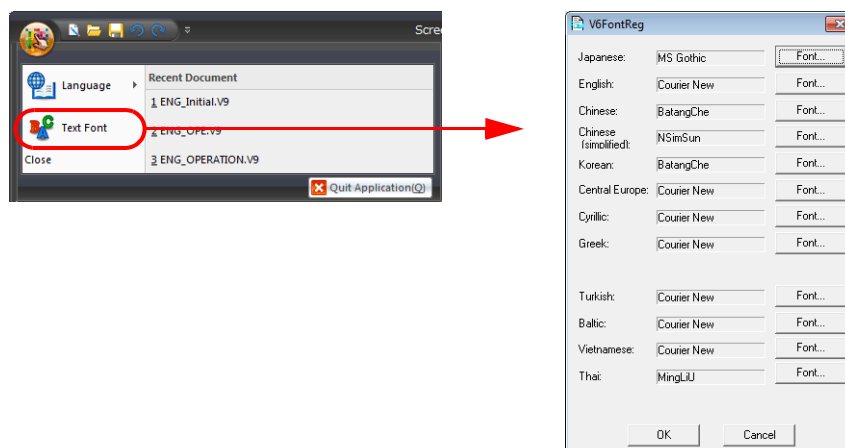 Scre
Language
Text Font
Close
Recent Document
1 ENG_Initial.V9
2 ENG_OPE.V9
3 ENG_OPERATION.V9
Quit Application(Q)
V6FontReg
Japanese: MS Gothic Font...
English: Courier New Font...
Chinese: BatangChe Font...
Chinese
(simplified): NSimSun Font...
Korean: BatangChe Font...
Central Europe: Courier New Font...
Cyrillic: Courier New Font...
Greek: Courier New Font...
Turkish: Courier New Font...
Baltic: Courier New Font...
Vietnamese: Courier New Font...
Thai: MingLiU Font...
OK Cancel